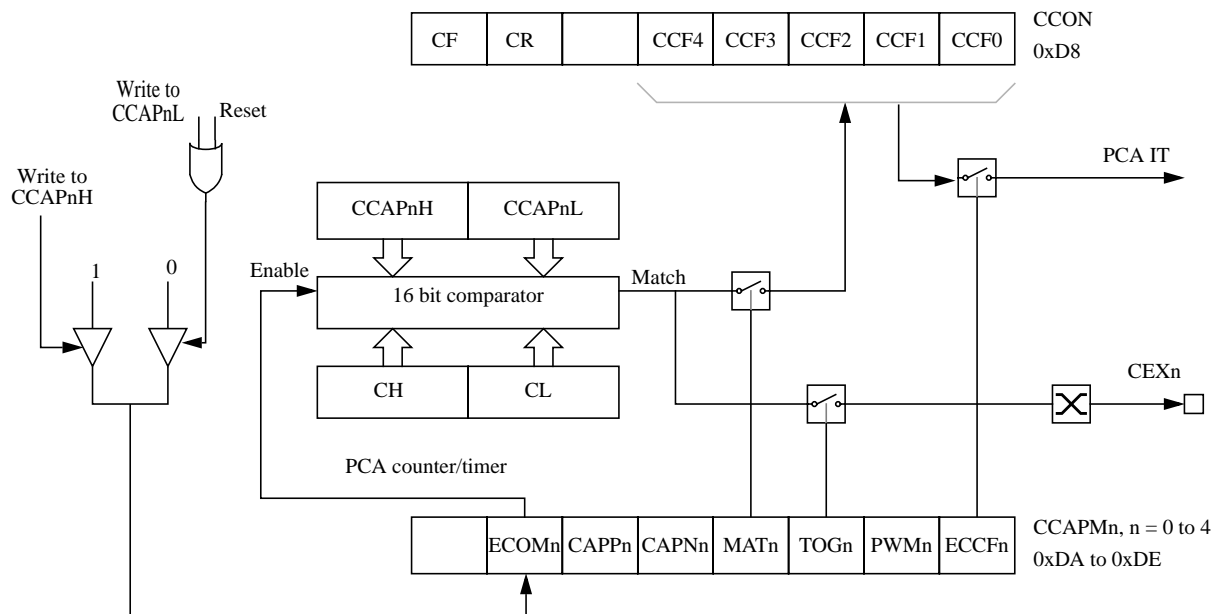 CF CR CCF4 CCF3 CCF2 CCF1 CCF0
CCON
0xD8
Write to
CCAPnL
Reset
Write to
CCAPnH
PCA IT
CCAPnH CCAPnL
1
0
Enable
16 bit comparator
Match
CH CL
CEXn
PCA counter/timer
ECOMn CAPPn CAPNn MATn TOGn PWMn ECCFn
CCAPMn, n = 0 to 4
0xDA to 0xDE